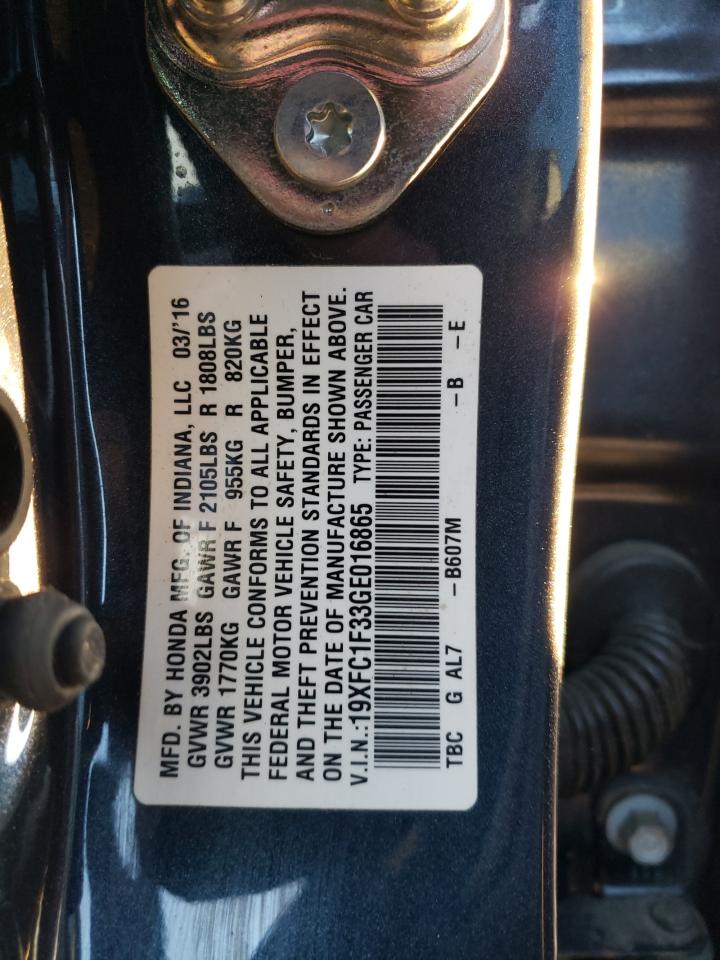 MFD. BY HONDA MFG. OF INDIANA, LLC 03/'16
GVWR 3902LBS GAWR F 2105LBS R 1808LBS
GVWR 1770KG GAWR F 955KG R 820KG
THIS VEHICLE CONFORMS TO ALL APPLICABLE
FEDERAL MOTOR VEHICLE SAFETY, BUMPER,
AND THEFT PREVENTION STANDARDS IN EFFECT
ON THE DATE OF MANUFACTURE SHOWN ABOVE.
V.I.N.:19XFC1F33GE016865 TYPE: PASSENGER CAR
TBC G AL7 -B607M -B -E